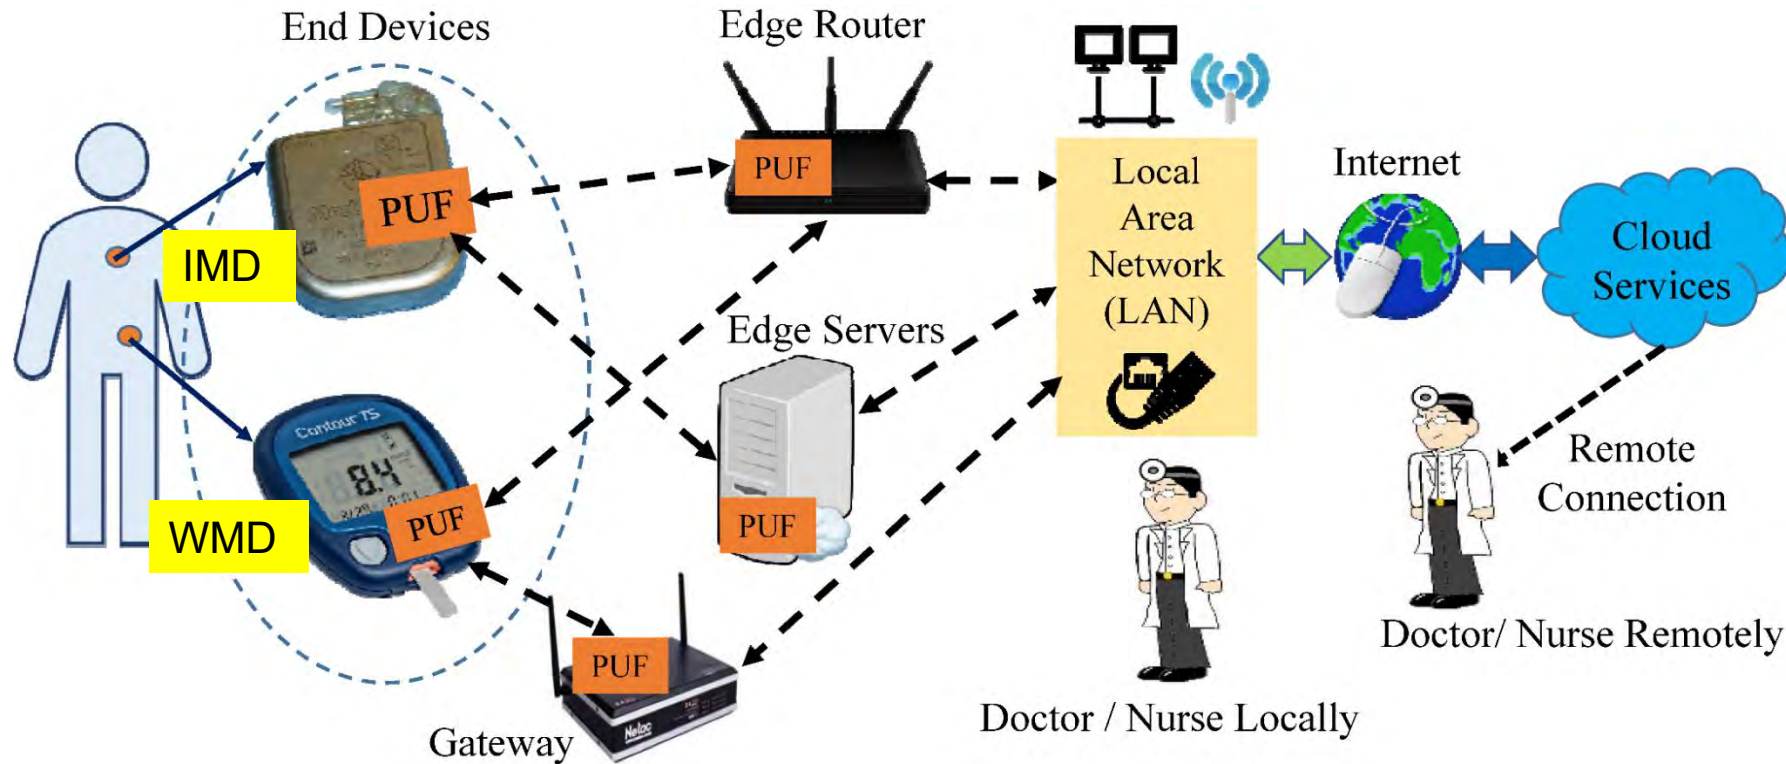 End Devices
Edge Router
PUF
PUF
IMD
Local
Area
Network
(LAN)
Internet
Cloud
Services
Edge Servers
PUF
Contour TS
8.4
PUF
WMD
PUF
Gateway
Doctor / Nurse Locally
Remote
Connection
Doctor/ Nurse Remotely